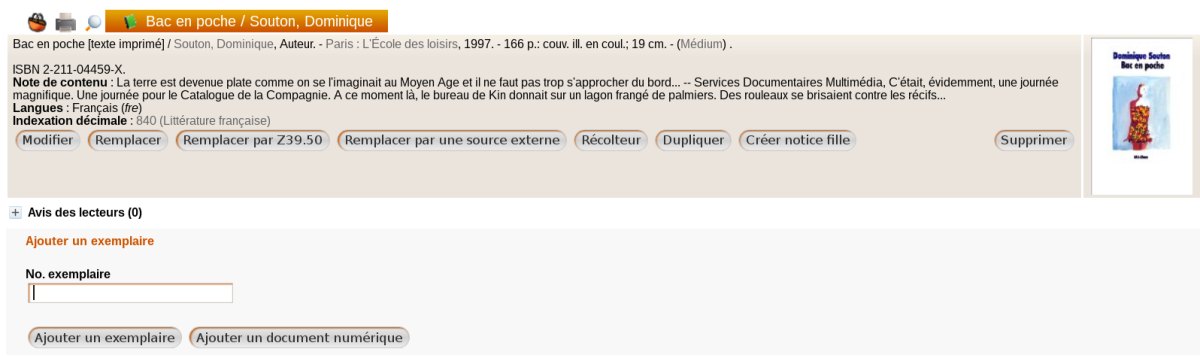 Bac en poche / Souton, Dominique
Bac en poche [texte imprimé] / Souton, Dominique, Auteur. - Paris : L'École des loisirs, 1997. - 166 p.: couv. ill. en coul.; 19 cm. - (Médium) .
ISBN 2-211-04459-X.
Note de contenu : La terre est devenue plate comme on se l'imaginait au Moyen Age et il ne faut pas trop s'approcher du bord... -- Services Documentaires Multimédia, C'était, évidemment, une journée
magnifique. Une journée pour le Catalogue de la Compagnie. A ce moment là, le bureau de Kin donnait sur un lagon frangé de palmiers. Des rouleaux se brisaient contre les récifs...
Langues : Français (fre)
Indexation décimale : 840 (Littérature française)
Modifier Remplacer Remplacer par Z39.50 Remplacer par une source externe Récolteur Dupliquer Créer notice fille Supprimer
Dominique Souton
Bac en poche
Médium
Avis des lecteurs (0)
Ajouter un exemplaire
No. exemplaire
Ajouter un exemplaire Ajouter un document numérique